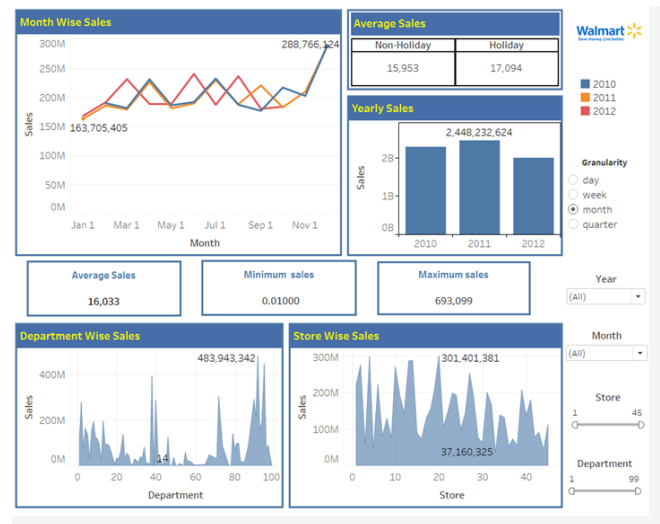 Month Wise Sales
300M
250M
200M
150M
100M
50M
0M
288,766,124
163,705,405
Sales
Jan 1
Mar 1
May 1
Jul 1
Sep 1
Nov 1
Month
Average Sales
Non-Holiday
Holiday
15,953
17,094
Walmart
Save money. Live better.
Yearly Sales
2,448,232,624
2B
1B
0B
Sales
2010
2011
2012
2010
2011
2012
Granularity
day
week
month
quarter
Average Sales
16,033
Minimum sales
0.01000
Maximum sales
693,099
Year
(All)
Month
(All)
Store
1
45
Department
1
99
Department Wise Sales
483,943,342
400M
200M
0M
Sales
14
0
20
40
60
80
100
Department
Store Wise Sales
301,401,381
300M
200M
100M
0M
Sales
37,160,325
0
10
20
30
40
Store